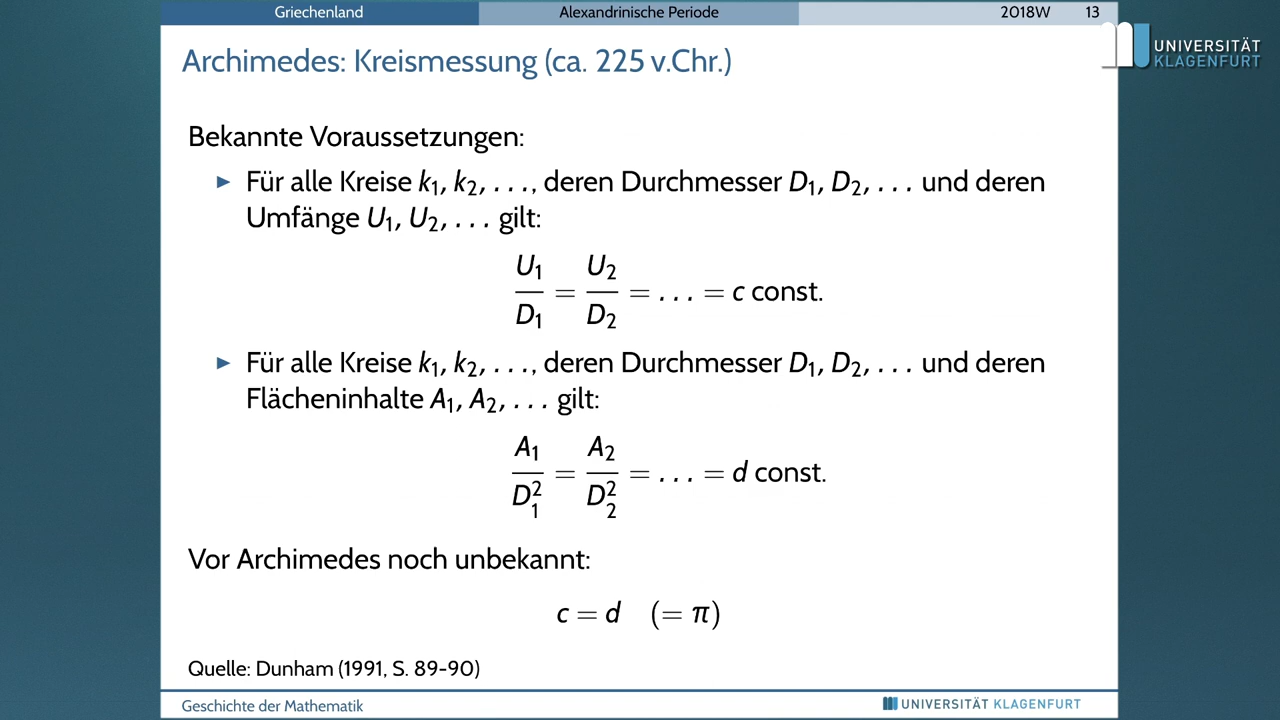 Griechenland Alexandrinische Periode 2018W 13
UNIVERSITÄT
KLAGENFURT
Archimedes: Kreismessung (ca. 225 v.Chr.)
Bekannte Voraussetzungen:
► Für alle Kreise k₁, k₂, . . ., deren Durchmesser D₁, D₂, . . . und deren
Umfänge U₁, U₂, . . . gilt:
U₁/D₁ = U₂/D₂ = . . . = c const.
► Für alle Kreise k₁, k₂, . . ., deren Durchmesser D₁, D₂, . . . und deren
Flächeninhalte A₁, A₂, . . . gilt:
A₁/D₁² = A₂/D₂² = . . . = d const.
Vor Archimedes noch unbekannt:
c = d (= π)
Quelle: Dunham (1991, S. 89-90)
Geschichte der Mathematik UNIVERSITÄT KLAGENFURT